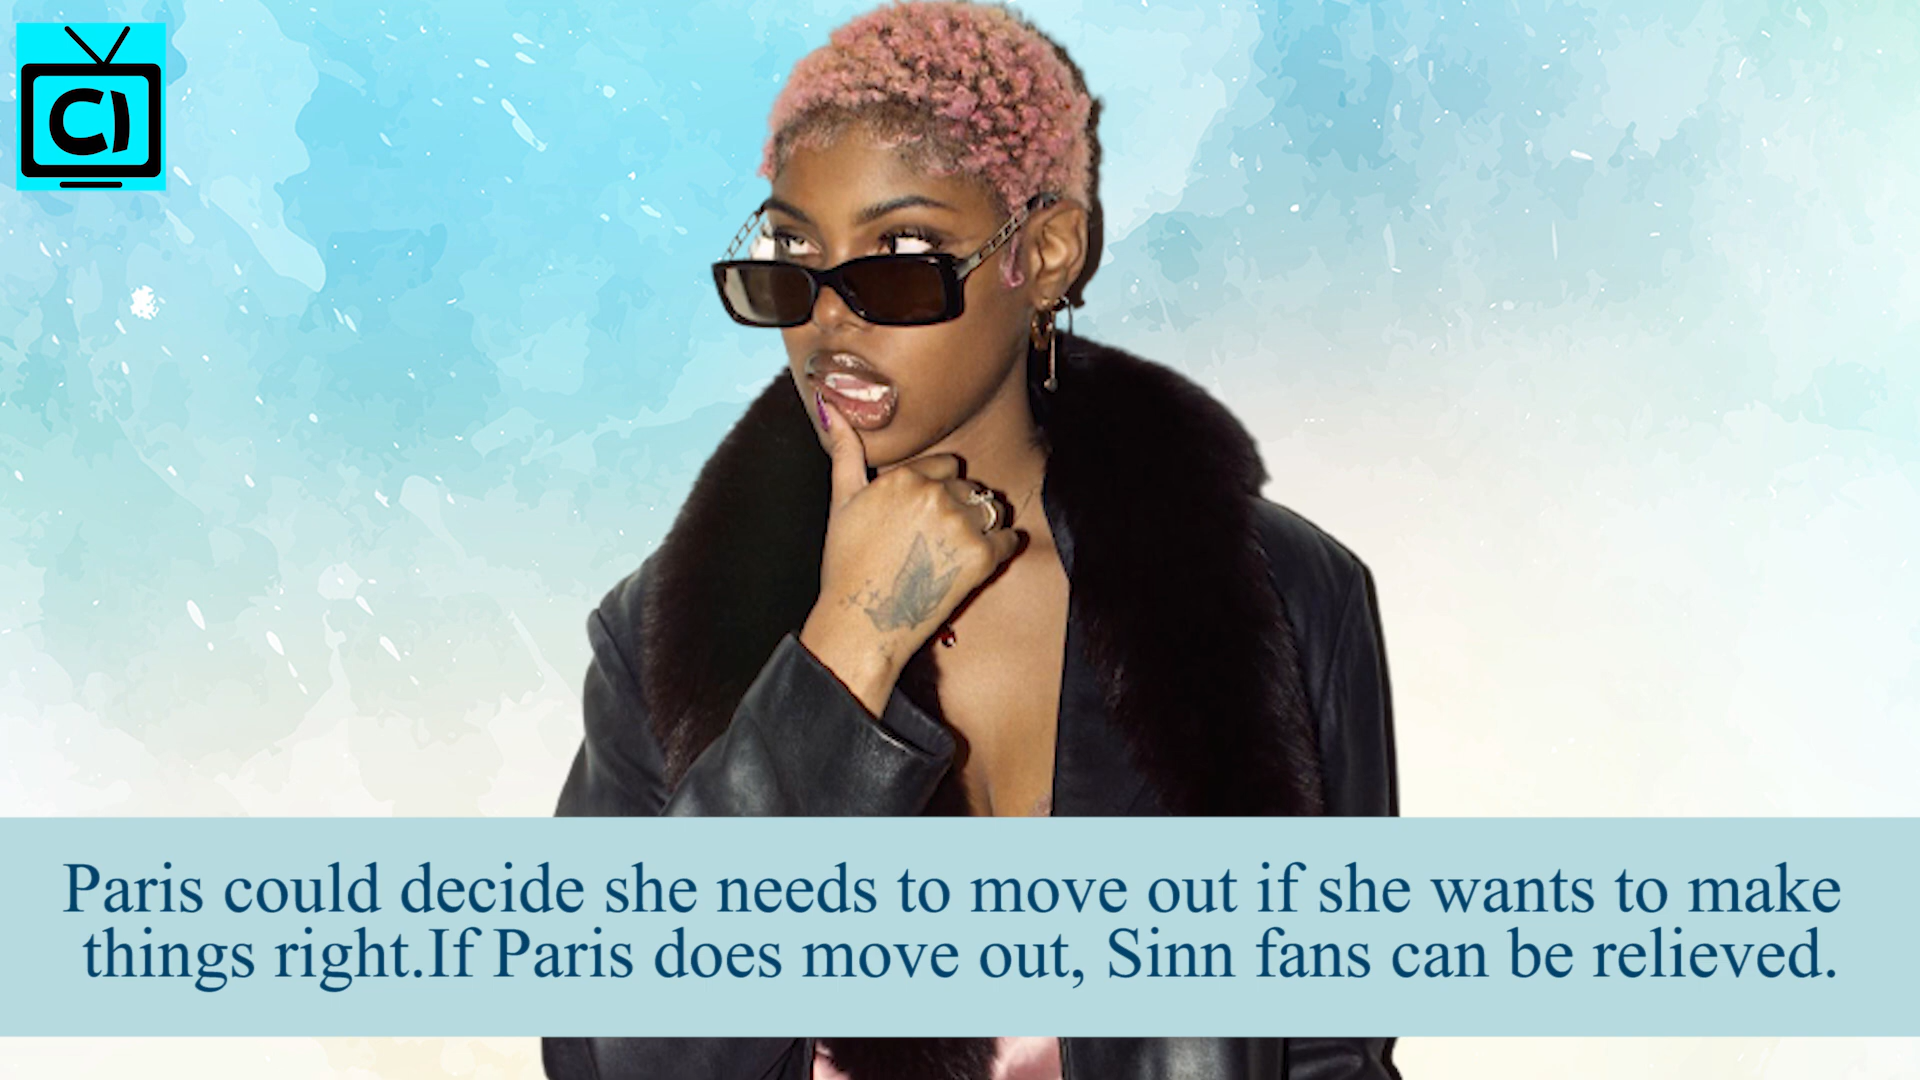 CI
Paris could decide she needs to move out if she wants to make
things right.If Paris does move out, Sinn fans can be relieved.